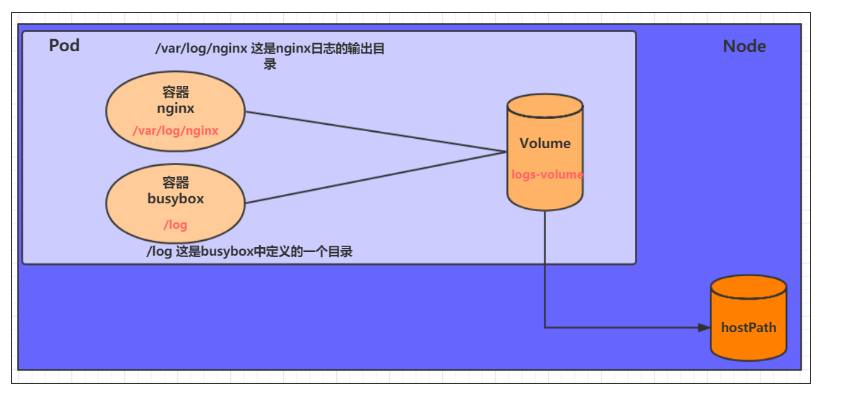 Pod
/var/log/nginx 这是nginx日志的输出目
录
Node
容器
nginx
/var/log/nginx
Volume
logs-volume
容器
busybox
/log
/log 这是busybox中定义的一个目录
hostPath